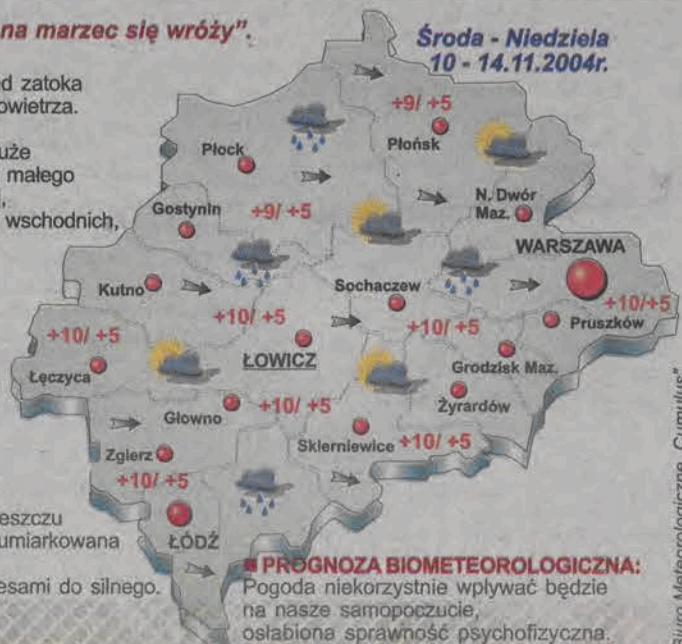 na marzec się wróży”.
Środa - Niedziela
10 - 14.11.2004r.
d zatoka
owietrza.
uże
małego
wschodnich,
+9/ +5
Płońsk
Płock
N. Dwór
Maz.
Gostynin
+9/ +5
WARSZAWA
Kutno
Sochaczew
+10/+5
Pruszków
+10/ +5
+10/ +5
+10/ +5
ŁOWICZ
Grodzisk Maz.
Łęczyca
Żyrardów
Głowno
+10/ +5
Skierniewice +10/ +5
Zgierz
+10/ +5
ŁÓDŹ
eszczu
umiarkowana
esami do silnego.
PROGNOZA BIOMETEOROLOGICZNA:
Pogoda niekorzystnie wpływać będzie
na nasze samopoczucie,
osłabiona sprawność psychofizyczna.
Biuro Meteorologiczne „Cumulus”